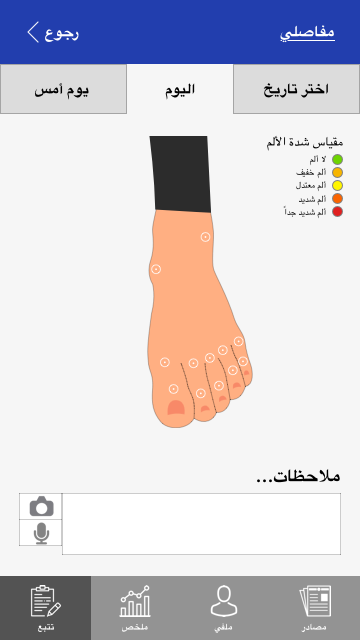 مفاصلي
رجوع
اختر تاريخ
اليوم
يوم أمس
مقياس شدة الألم
لا ألم
ألم خفيف
ألم معتدل
ألم شديد
ألم شديد جداً
ملاحظات...
مصادر
ملفي
ملخص
تتبع